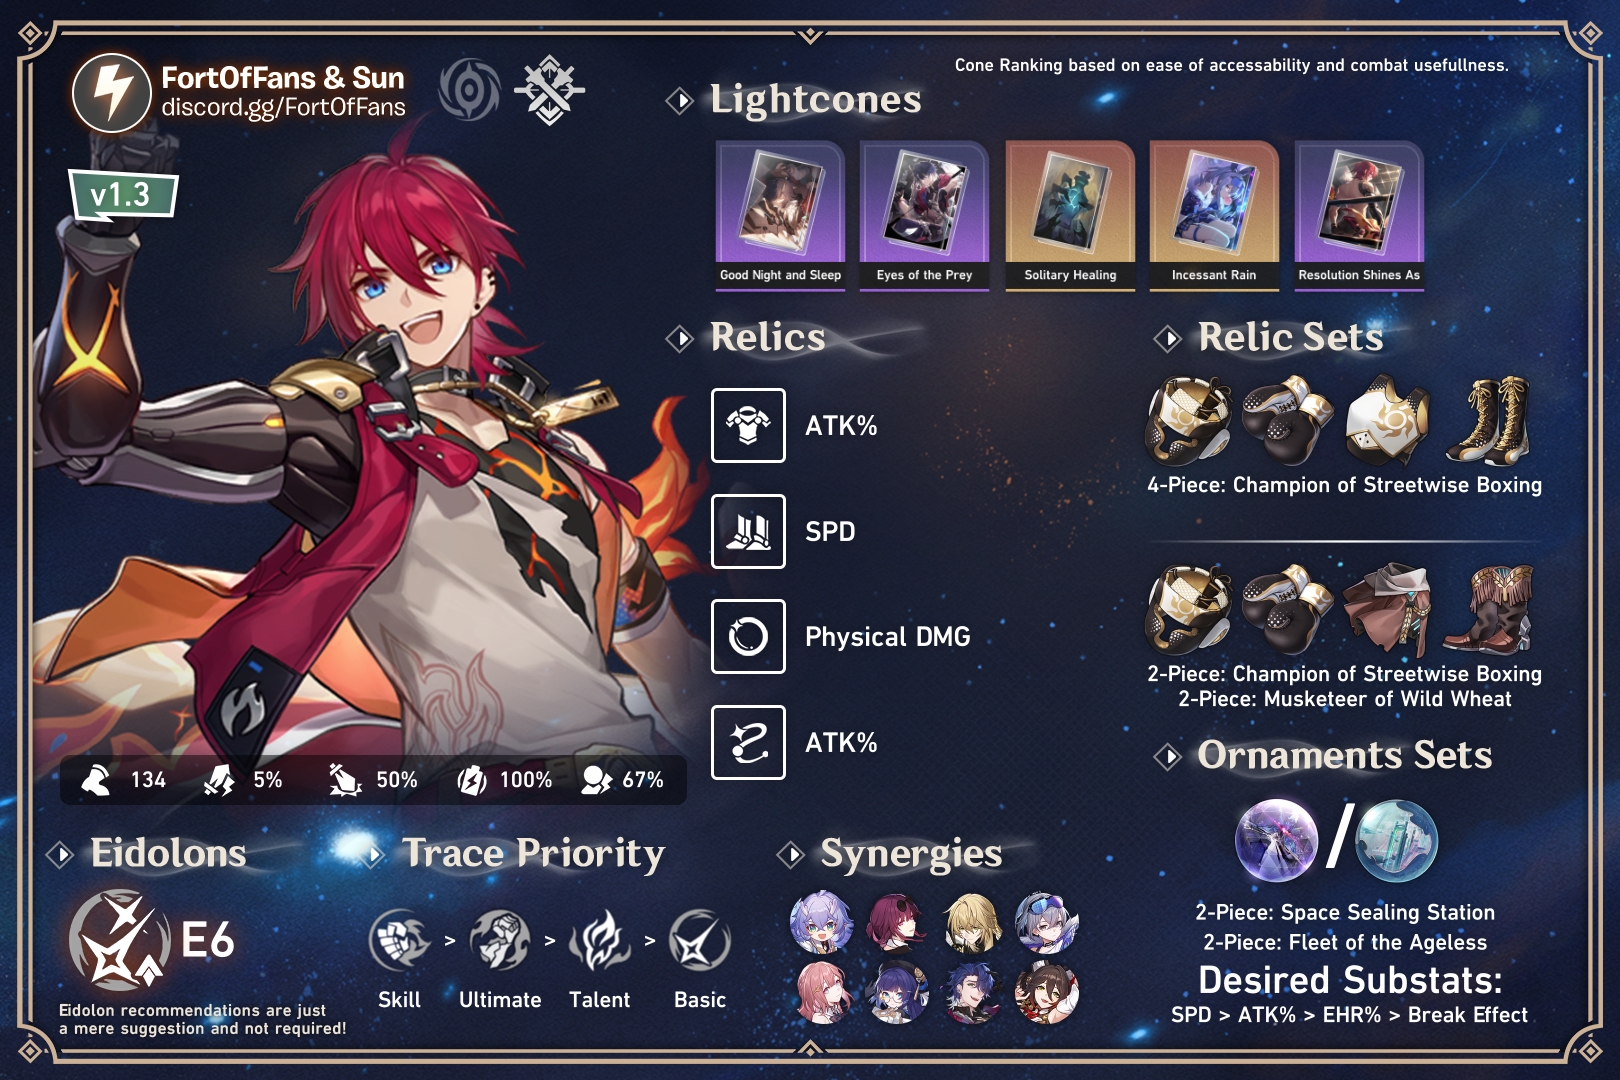 FortOfFans & Sun
discord.gg/FortOfFans
v1.3
Cone Ranking based on ease of accessability and combat usefullness.
Lightcones
Good Night and Sleep
Eyes of the Prey
Solitary Healing
Incessant Rain
Resolution Shines As
Relics
ATK%
SPD
Physical DMG
ATK%
Relic Sets
4-Piece: Champion of Streetwise Boxing
2-Piece: Champion of Streetwise Boxing
2-Piece: Musketeer of Wild Wheat
Ornaments Sets
/
2-Piece: Space Sealing Station
2-Piece: Fleet of the Ageless
Desired Substats:
SPD > ATK% > EHR% > Break Effect
134 5% 50% 100% 67%
Eidolons
E6
Eidolon recommendations are just
a mere suggestion and not required!
Trace Priority
> > >
Skill Ultimate Talent Basic
Synergies